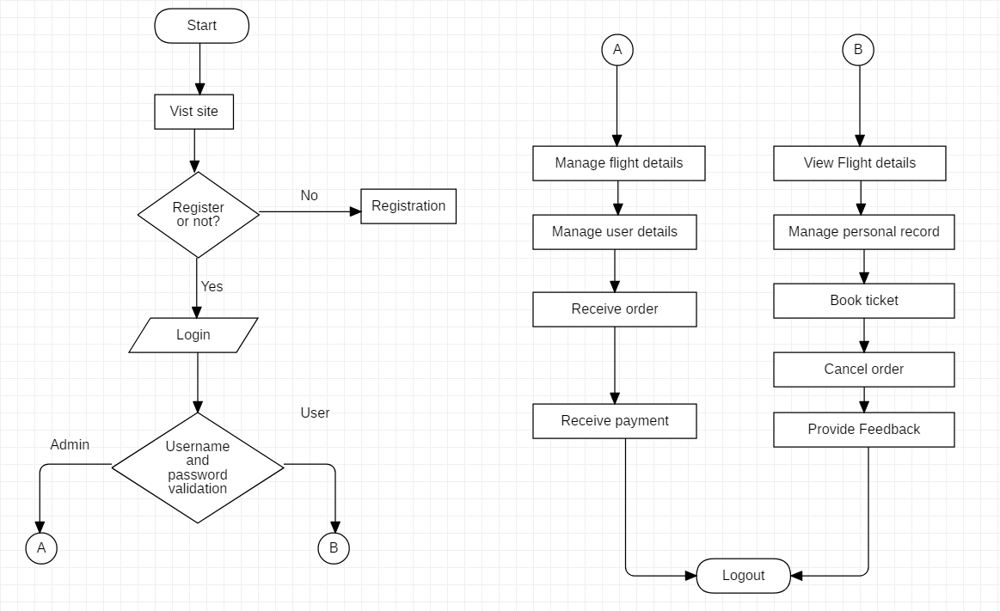 Start
Vist site
Register
or not?
No
Registration
Yes
Login
User
Admin
Username
and
password
validation
A
B
A
Manage flight details
Manage user details
Receive order
Receive payment
B
View Flight details
Manage personal record
Book ticket
Cancel order
Provide Feedback
Logout